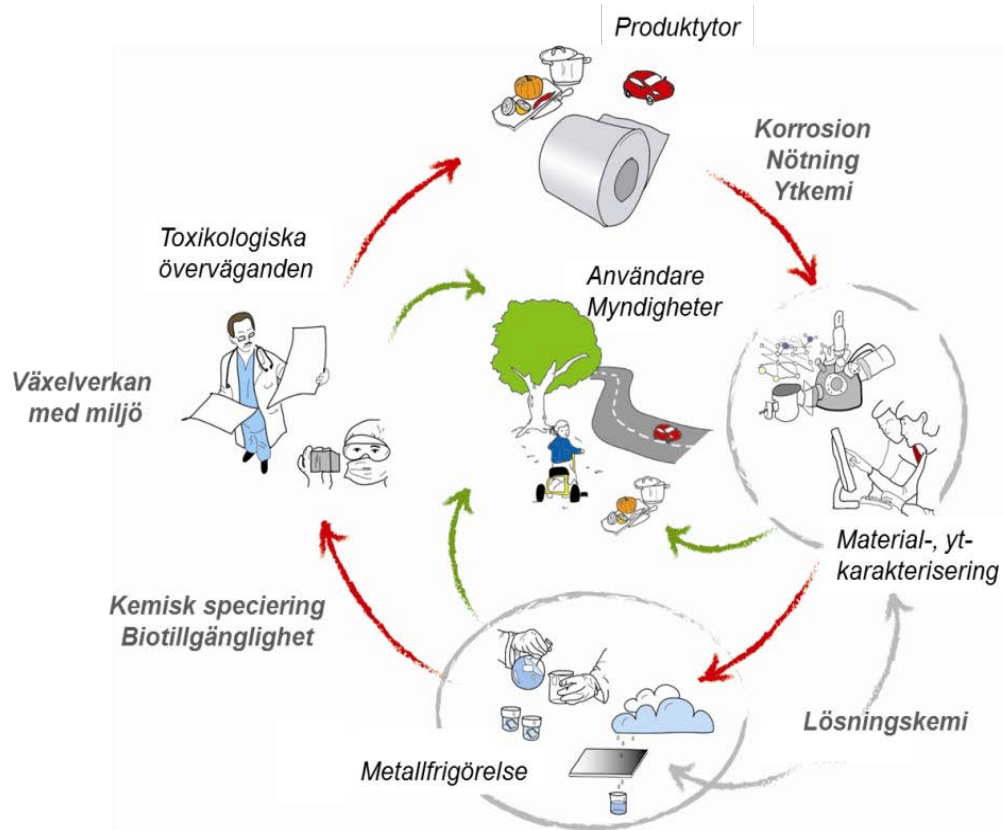 Produktytor
Korrosion
Nötning
Ytkemi
Toxikologiska
överväganden
Användare
Myndigheter
Växelverkan
med miljö
Material-, yt-
karakterisering
Kemisk speciering
Biotillgänglighet
Lösningskemi
Metallfrigörelse